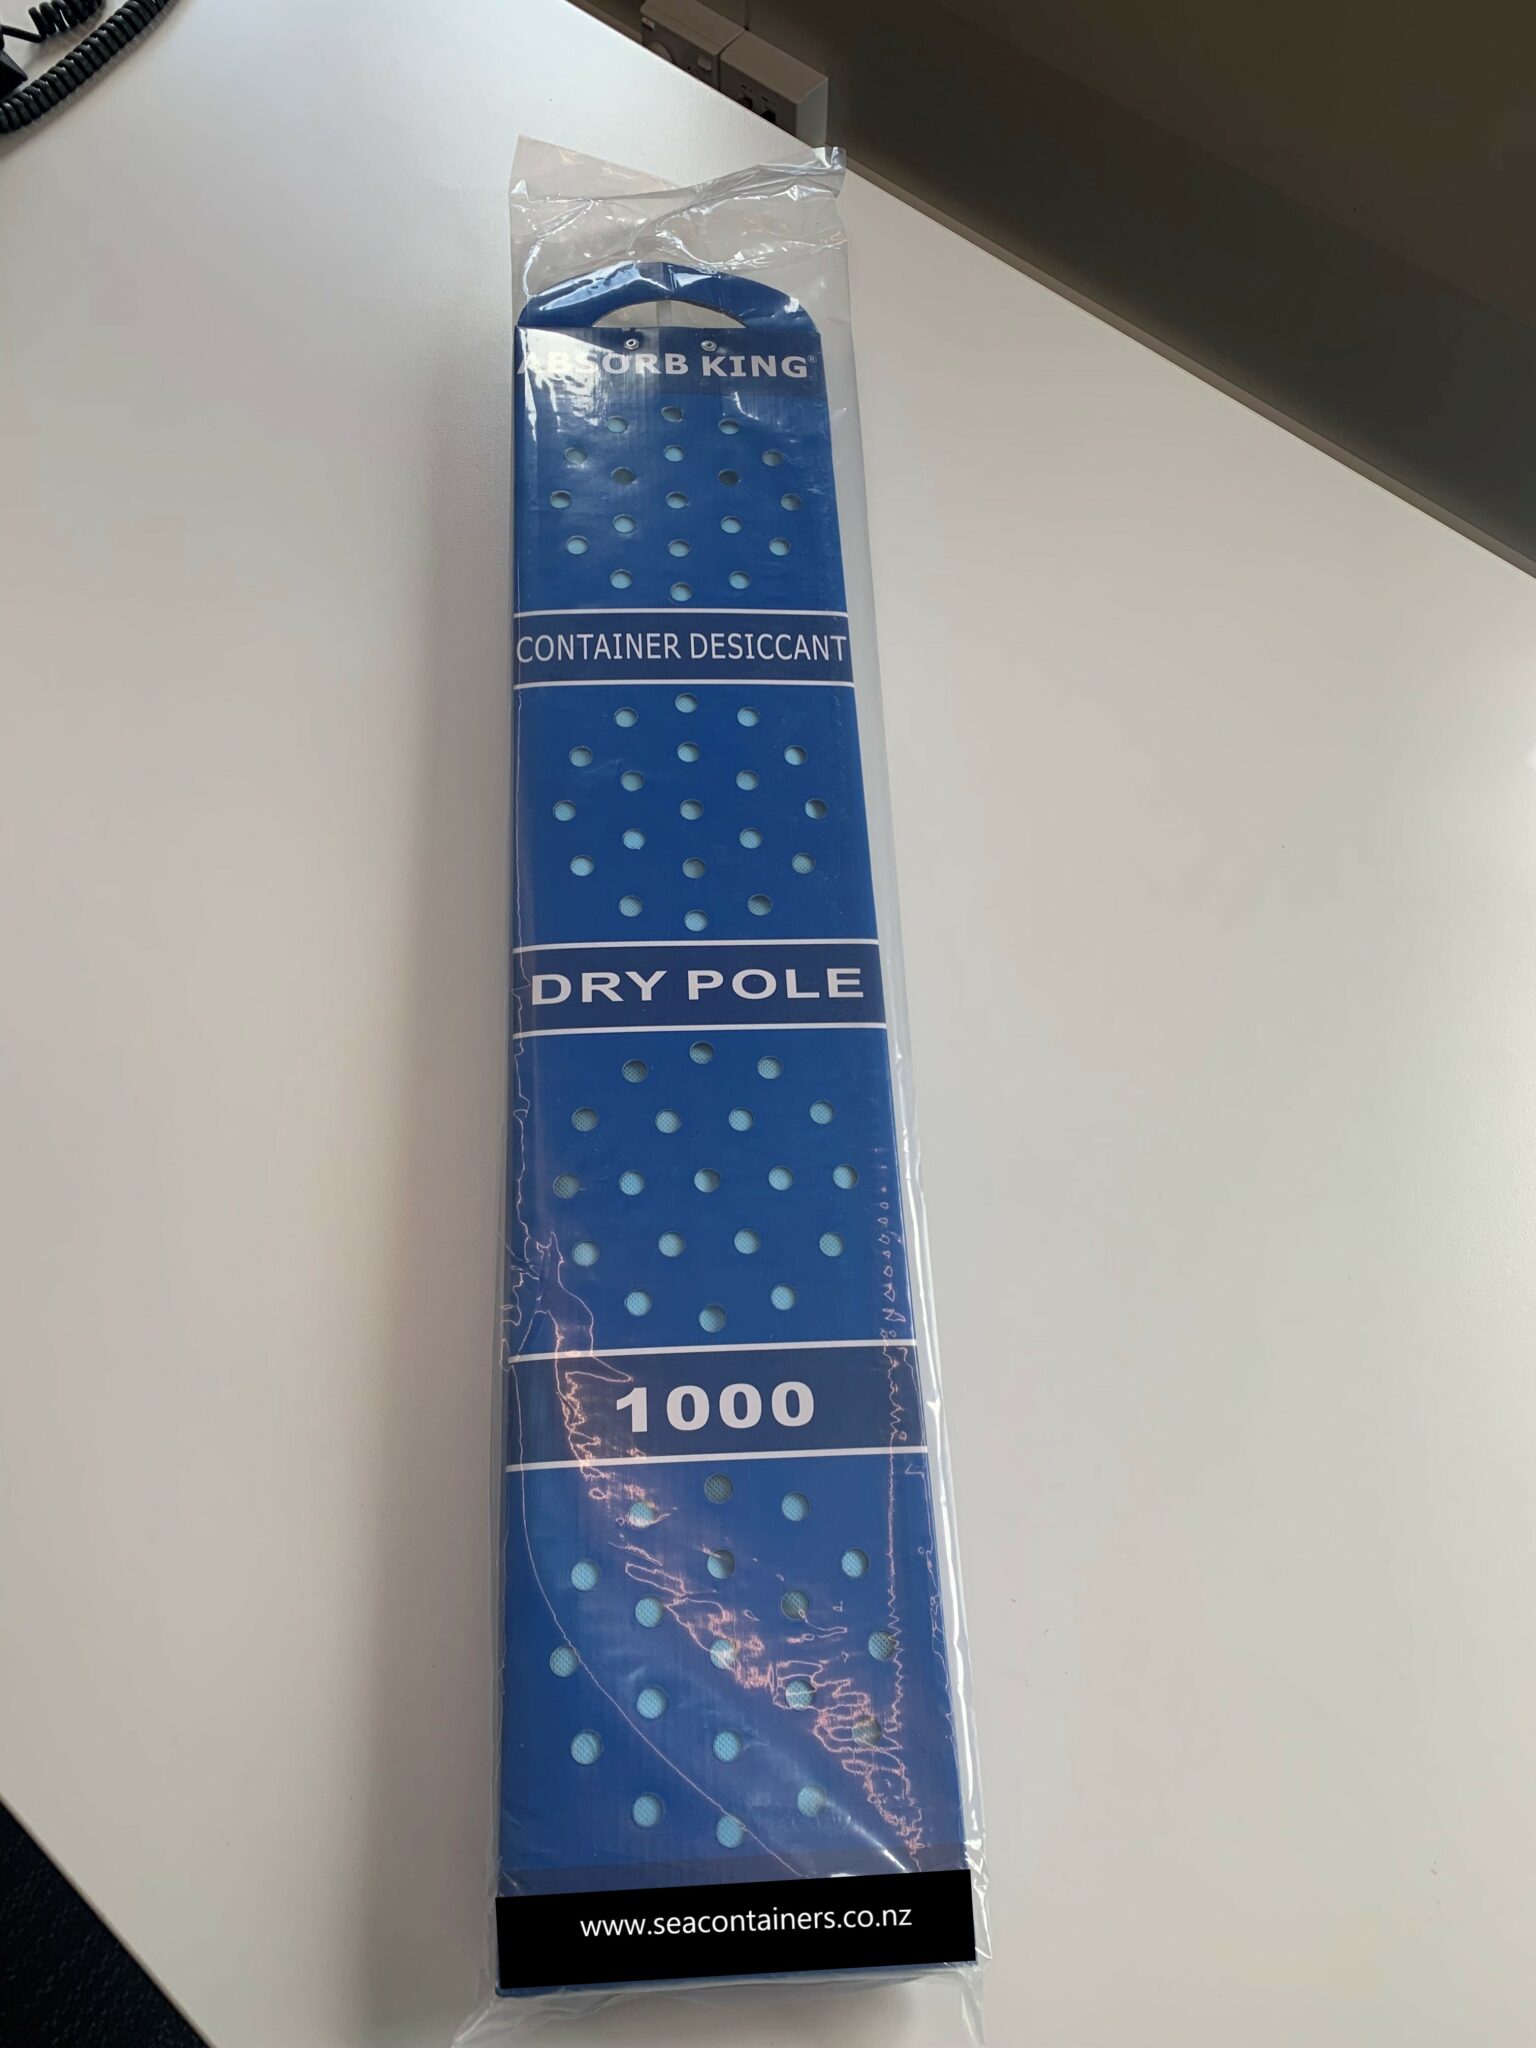 ABSORB KING®
CONTAINER DESICCANT
DRY POLE
1000
www.seacontainers.co.nz